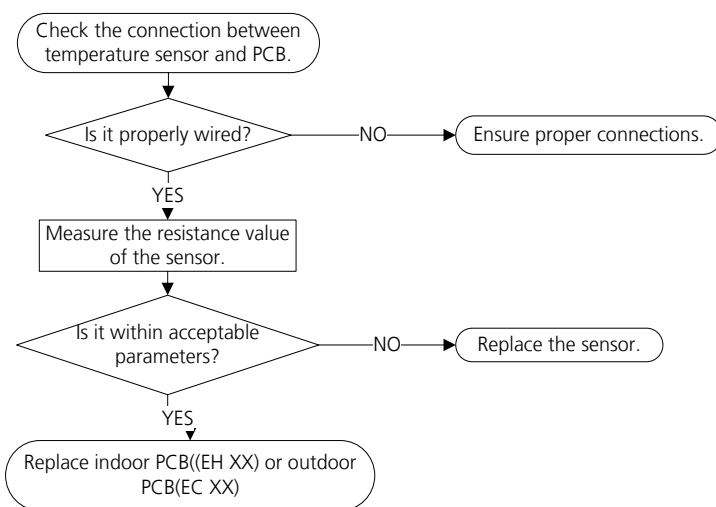 Check the connection between
temperature sensor and PCB.
Is it properly wired?
NO
Ensure proper connections.
YES
Measure the resistance value
of the sensor.
Is it within acceptable
parameters?
NO
Replace the sensor.
YES
Replace indoor PCB((EH XX) or outdoor
PCB(EC XX)